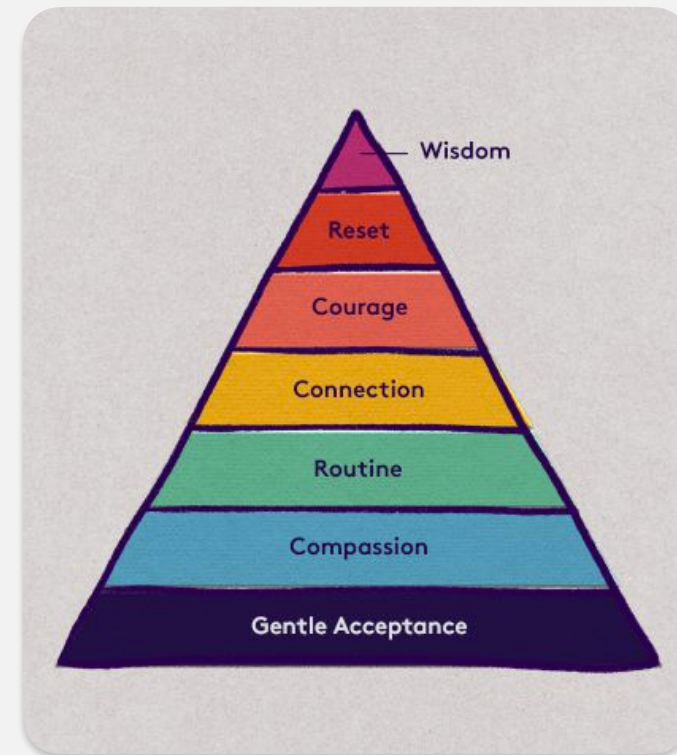 Wisdom
Reset
Courage
Connection
Routine
Compassion
Gentle Acceptance